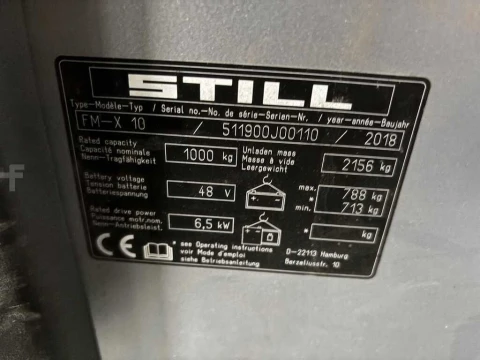 STILL
Type-Modèle-Typ / Serial no.-No. de série-Serien-Nr. / year-année-Baujahr
FM-X 10 / 511900J00110 / 2018
Rated capacity
Capacité nominale
Nenn-Tragfähigkeit
1000 kg
Unladen mass
Masse à vide
Leergewicht
2156 kg
Battery voltage
Tension batterie
Batteriespannung
48 V
max. 788 kg
*
min. 713 kg
Rated drive power
Puissance motr.nom.
Nenn-Antriebsleist.
6,5 kW
* kg
CE
* see Operating instructions
voir Mode d'emploi
siehe Betriebsanleitung
D-22113 Hamburg
Berzeliusstr. 10